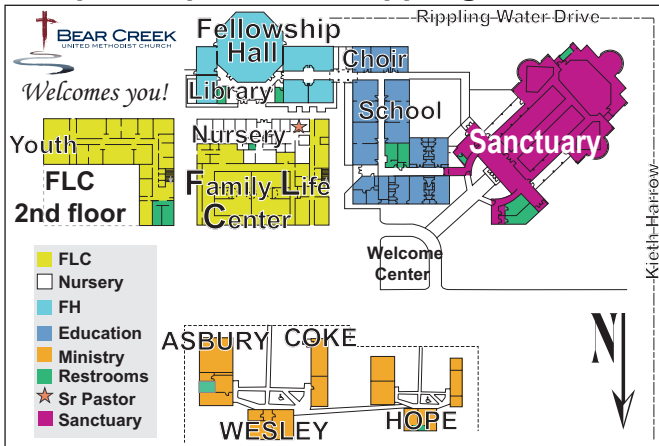 Rippling Water Drive
BEAR CREEK
UNITED METHODIST CHURCH
Welcomes you!
Fellowship
Hall
Choir
Library
School
Nursery
Sanctuary
Youth
FLC
2nd floor
Family Life
Center
Welcome
Center
Kieth Harrow
FLC
Nursery
FH
Education
Ministry
Restrooms
Sr Pastor
Sanctuary
ASBURY
COKE
WESLEY
HOPE
N